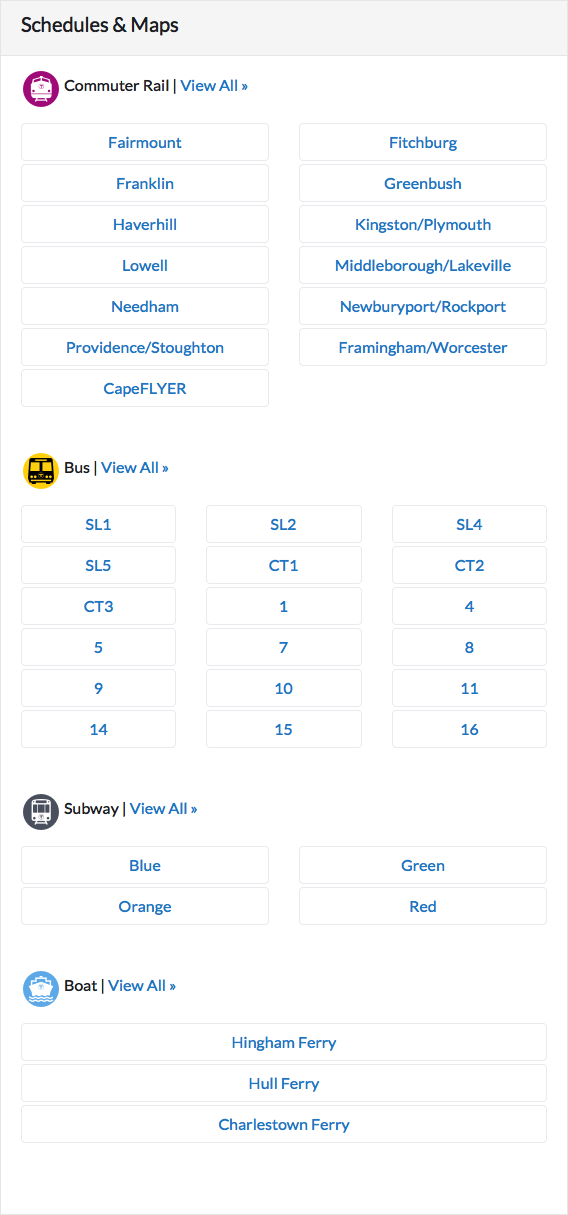 Schedules & Maps
Commuter Rail | View All »
Fairmount Fitchburg
Franklin Greenbush
Haverhill Kingston/Plymouth
Lowell Middleborough/Lakeville
Needham Newburyport/Rockport
Providence/Stoughton Framingham/Worcester
CapeFLYER
Bus | View All »
SL1 SL2 SL4
SL5 CT1 CT2
CT3 1 4
5 7 8
9 10 11
14 15 16
Subway | View All »
Blue Green
Orange Red
Boat | View All »
Hingham Ferry
Hull Ferry
Charlestown Ferry